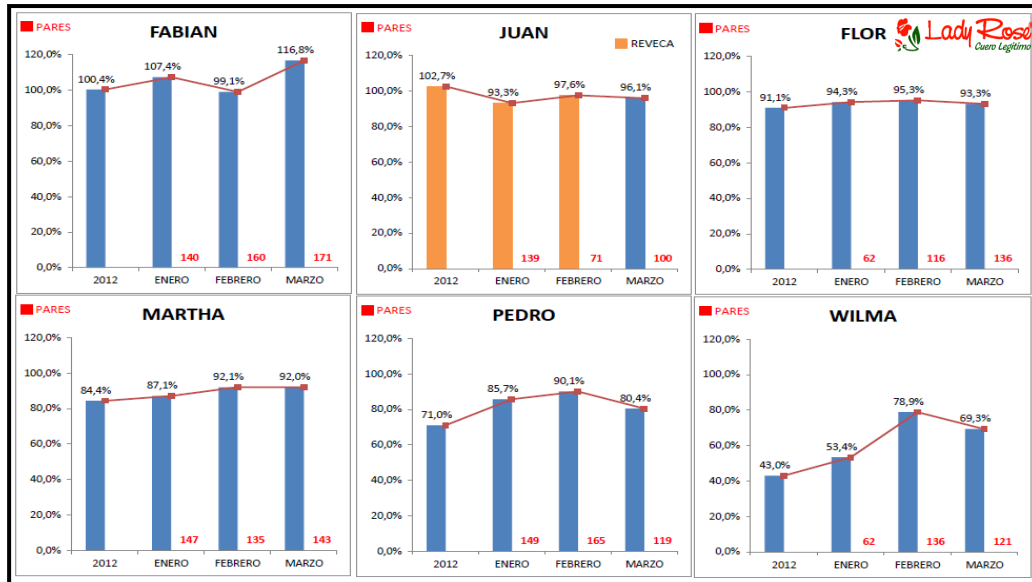 PARES
FABIAN
120,0%
100,0%
80,0%
60,0%
40,0%
20,0%
0,0%
100,4%
107,4%
99,1%
116,8%
140
160
171
2012
ENERO
FEBRERO
MARZO
PARES
JUAN
REVECA
120,0%
100,0%
80,0%
60,0%
40,0%
20,0%
0,0%
102,7%
93,3%
97,6%
96,1%
139
71
100
2012
ENERO
FEBRERO
MARZO
PARES
FLOR
Lady Rosé
Cuero Legítimo
120,0%
100,0%
80,0%
60,0%
40,0%
20,0%
0,0%
91,1%
94,3%
95,3%
93,3%
62
116
136
2012
ENERO
FEBRERO
MARZO
PARES
MARTHA
120,0%
100,0%
80,0%
60,0%
40,0%
20,0%
0,0%
84,4%
87,1%
92,1%
92,0%
147
135
143
2012
ENERO
FEBRERO
MARZO
PARES
PEDRO
120,0%
100,0%
80,0%
60,0%
40,0%
20,0%
0,0%
71,0%
85,7%
90,1%
80,4%
149
165
119
2012
ENERO
FEBRERO
MARZO
PARES
WILMA
120,0%
100,0%
80,0%
60,0%
40,0%
20,0%
0,0%
43,0%
53,4%
78,9%
69,3%
62
136
121
2012
ENERO
FEBRERO
MARZO